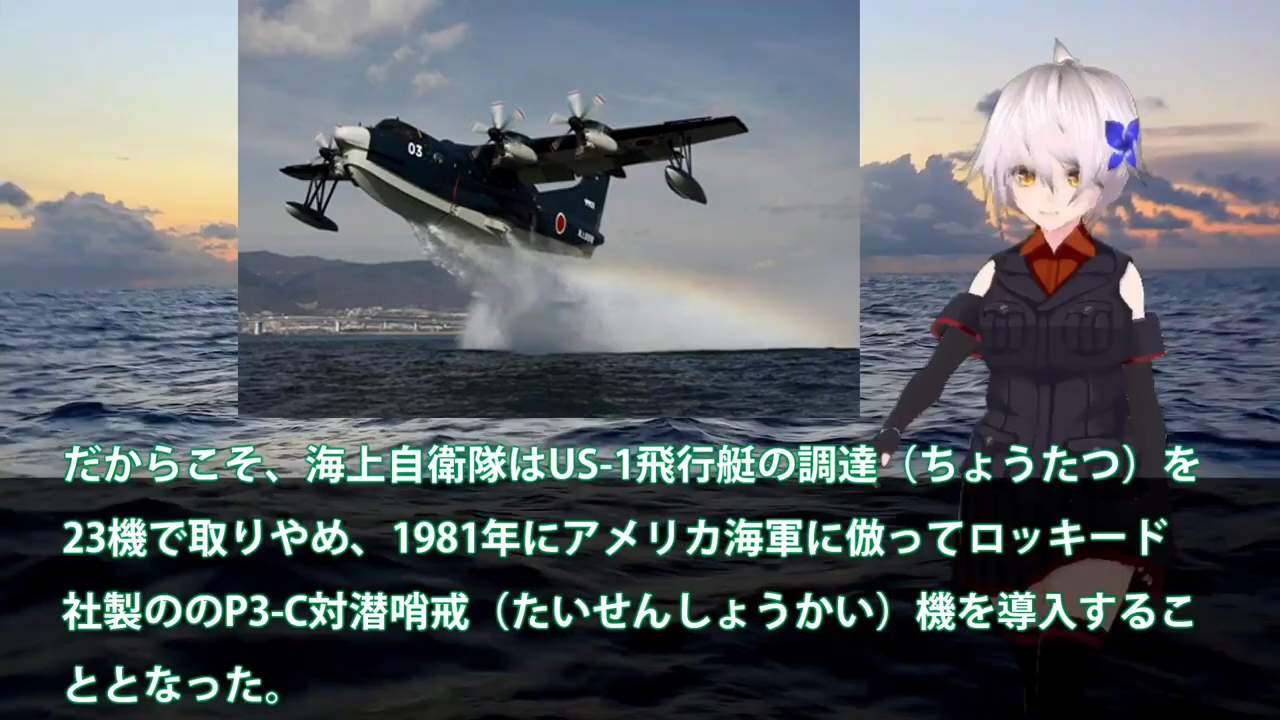 03
だからこそ、海上自衛隊はUS-1飛行艇の調達（ちょうたつ）を
23機で取りやめ、1981年にアメリカ海軍に倣ってロッキード
社製ののP3-C対潜哨戒（たいせんしょうかい）機を導入するこ
ととなった。